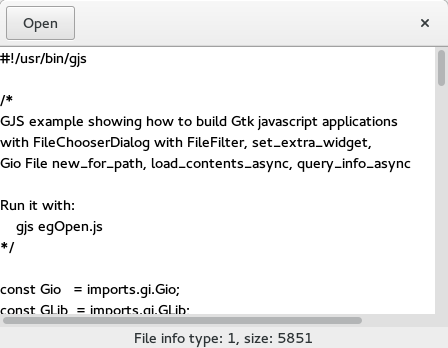 Open
#!/usr/bin/gjs
/*
GJS example showing how to build Gtk javascript applications
with FileChooserDialog with FileFilter, set_extra_widget,
Gio File new_for_path, load_contents_async, query_info_async
Run it with:
gjs egOpen.js
*/
const Gio = imports.gi.Gio;
const GLib = imports.gi.GLib;
File info type: 1, size: 5851